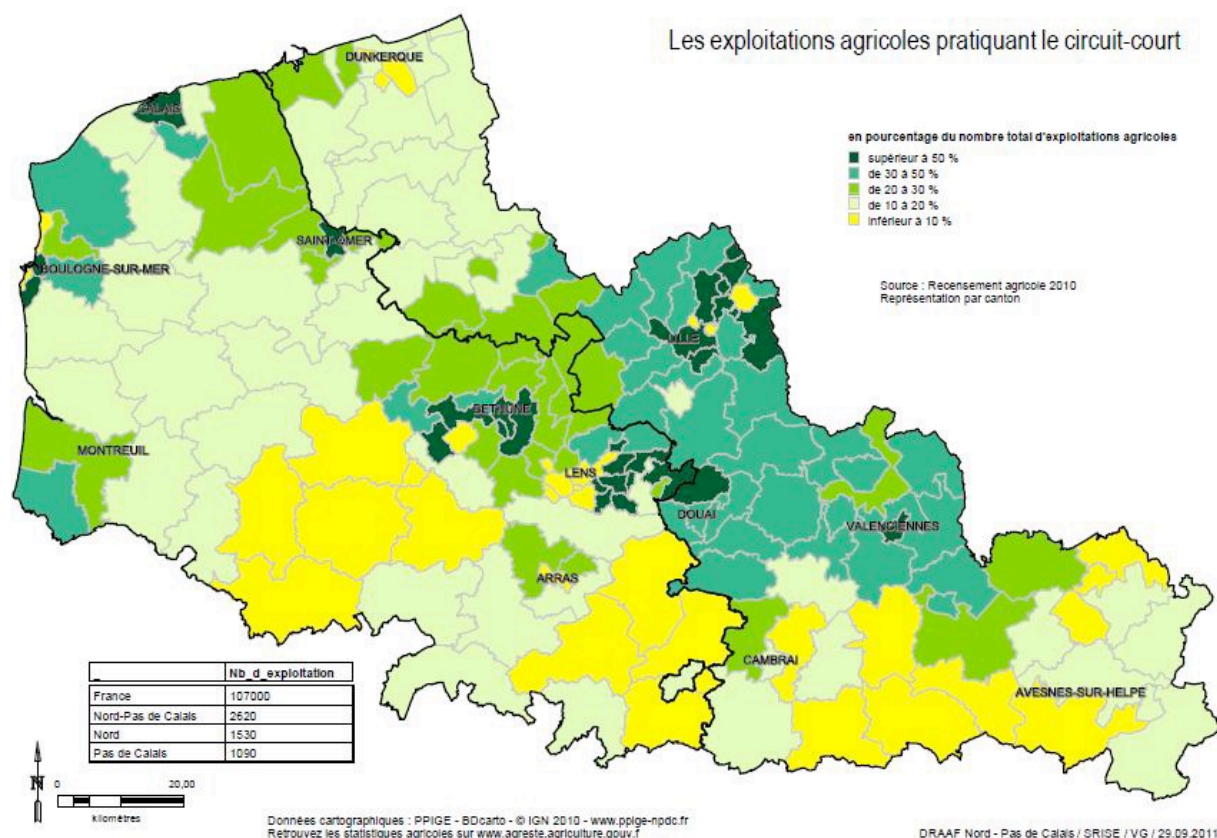 Les exploitations agricoles pratiquant le circuit-court
en pourcentage du nombre total d'exploitations agricoles
supérieur à 50 %
de 30 à 50 %
de 20 à 30 %
de 10 à 20 %
inférieur à 10 %
Source : Recensement agricole 2010
Représentation par canton
DUNKERQUE
CALAIS
SAINT-OMER
BOULOGNE-SUR-MER
LILLE
BETHUNE
MONTREUIL
LENS
DOUAI
VALENCIENNES
ARRAS
CAMBRAI
AVESNES-SUR-HELPE
_ Nb_d_exploitation
France 107000
Nord-Pas de Calais 2620
Nord 1530
Pas de Calais 1090
N
0 20,00
kilomètres
Données cartographiques : PPIGE - BDcarto - © IGN 2010 - www.ppige-npdc.fr
Retrouvez les statistiques agricoles sur www.agreste.agriculture.gouv.f
DRAAF Nord - Pas de Calais / SRISE / VG / 29.09.2011